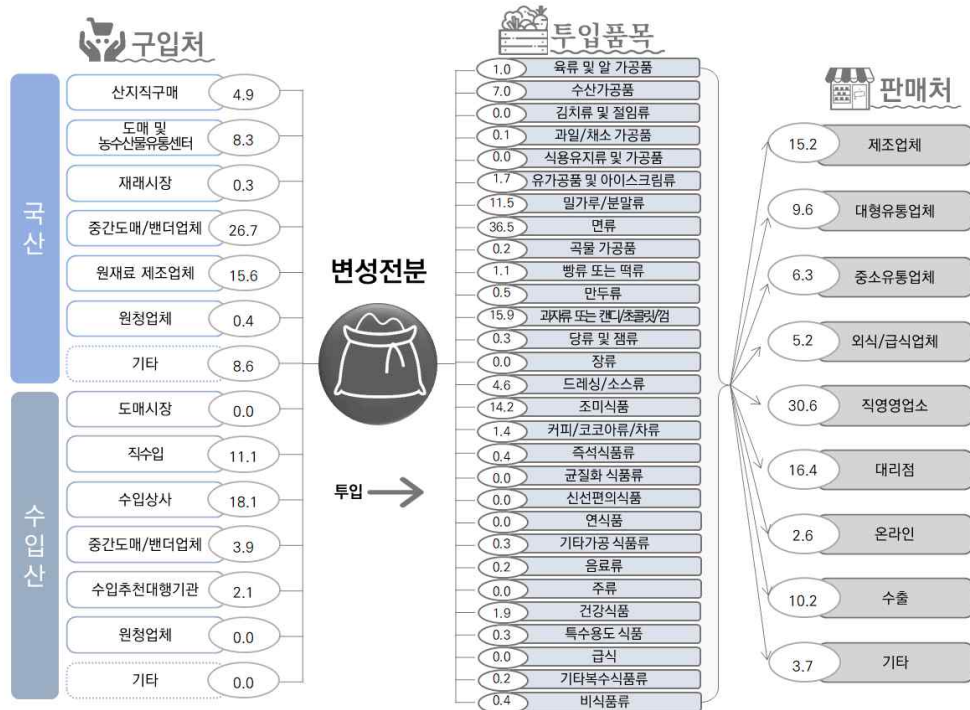 구입처
국산
산지직구매 4.9
도매 및
농수산물유통센터 8.3
재래시장 0.3
중간도매/밴더업체 26.7
원재료 제조업체 15.6
원청업체 0.4
기타 8.6
수입산
도매시장 0.0
직수입 11.1
수입상사 18.1
중간도매/밴더업체 3.9
수입추천대행기관 2.1
원청업체 0.0
기타 0.0
변성전분
투입
투입품목
1.0 육류 및 알 가공품
7.0 수산가공품
0.0 김치류 및 절임류
0.1 과일/채소 가공품
0.0 식용유지류 및 가공품
1.7 유가공품 및 아이스크림류
11.5 밀가루/분말류
36.5 면류
0.2 곡물 가공품
1.1 빵류 또는 떡류
0.5 만두류
15.9 과자류 또는 캔디/초콜릿/껌
0.3 당류 및 잼류
0.0 장류
4.6 드레싱/소스류
14.2 조미식품
1.4 커피/코코아류/차류
0.4 즉석식품류
0.0 균질화 식품류
0.0 신선편의식품
0.0 연식품
0.3 기타가공 식품류
0.2 음료류
0.0 주류
1.9 건강식품
0.3 특수용도 식품
0.0 급식
0.2 기타복수식품류
0.4 비식품류
판매처
15.2 제조업체
9.6 대형유통업체
6.3 중소유통업체
5.2 외식/급식업체
30.6 직영영업소
16.4 대리점
2.6 온라인
10.2 수출
3.7 기타